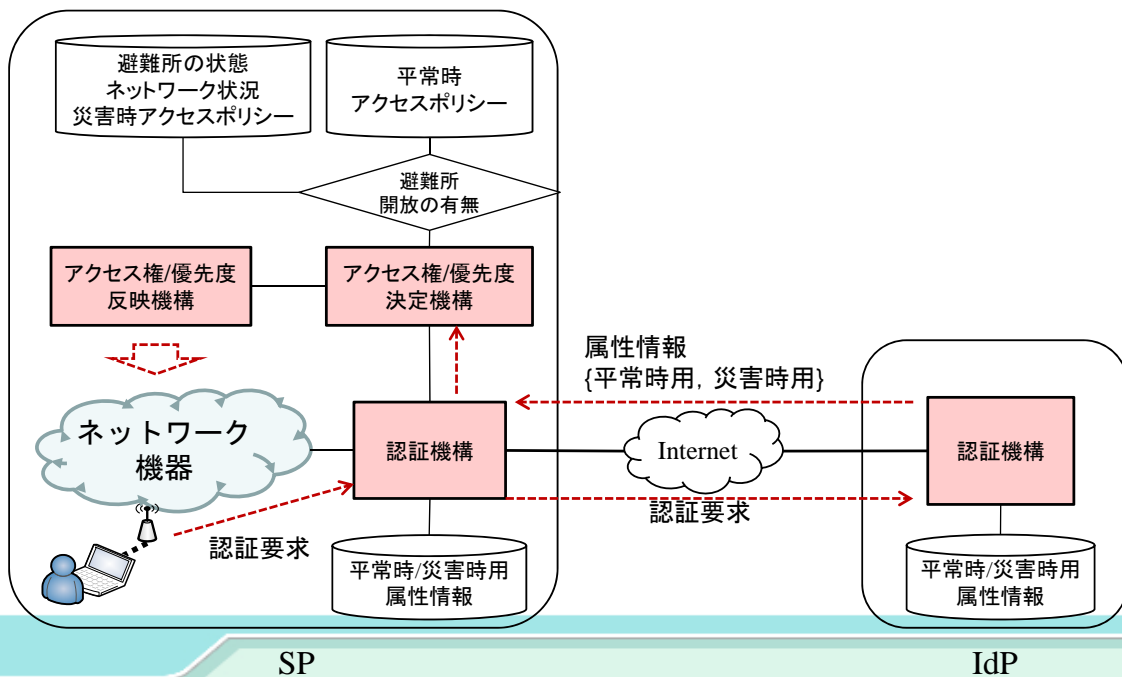 避難所の状態
ネットワーク状況
災害時アクセスポリシー
平常時
アクセスポリシー
避難所
開放の有無
アクセス権/優先度
反映機構
アクセス権/優先度
決定機構
属性情報
{平常時用, 災害時用}
ネットワーク
機器
認証機構
Internet
認証機構
認証要求
認証要求
平常時/災害時用
属性情報
平常時/災害時用
属性情報
SP
IdP